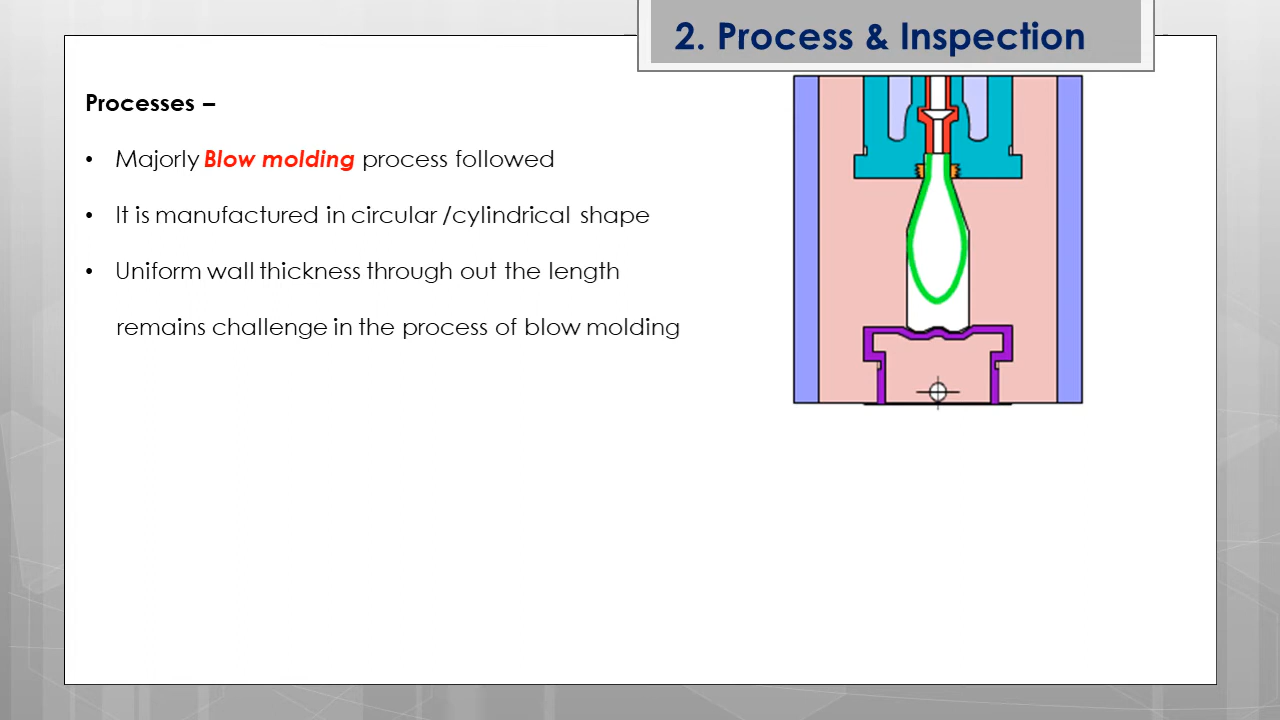 2. Process & Inspection
Processes –
• Majorly Blow molding process followed
• It is manufactured in circular /cylindrical shape
• Uniform wall thickness through out the length
remains challenge in the process of blow molding